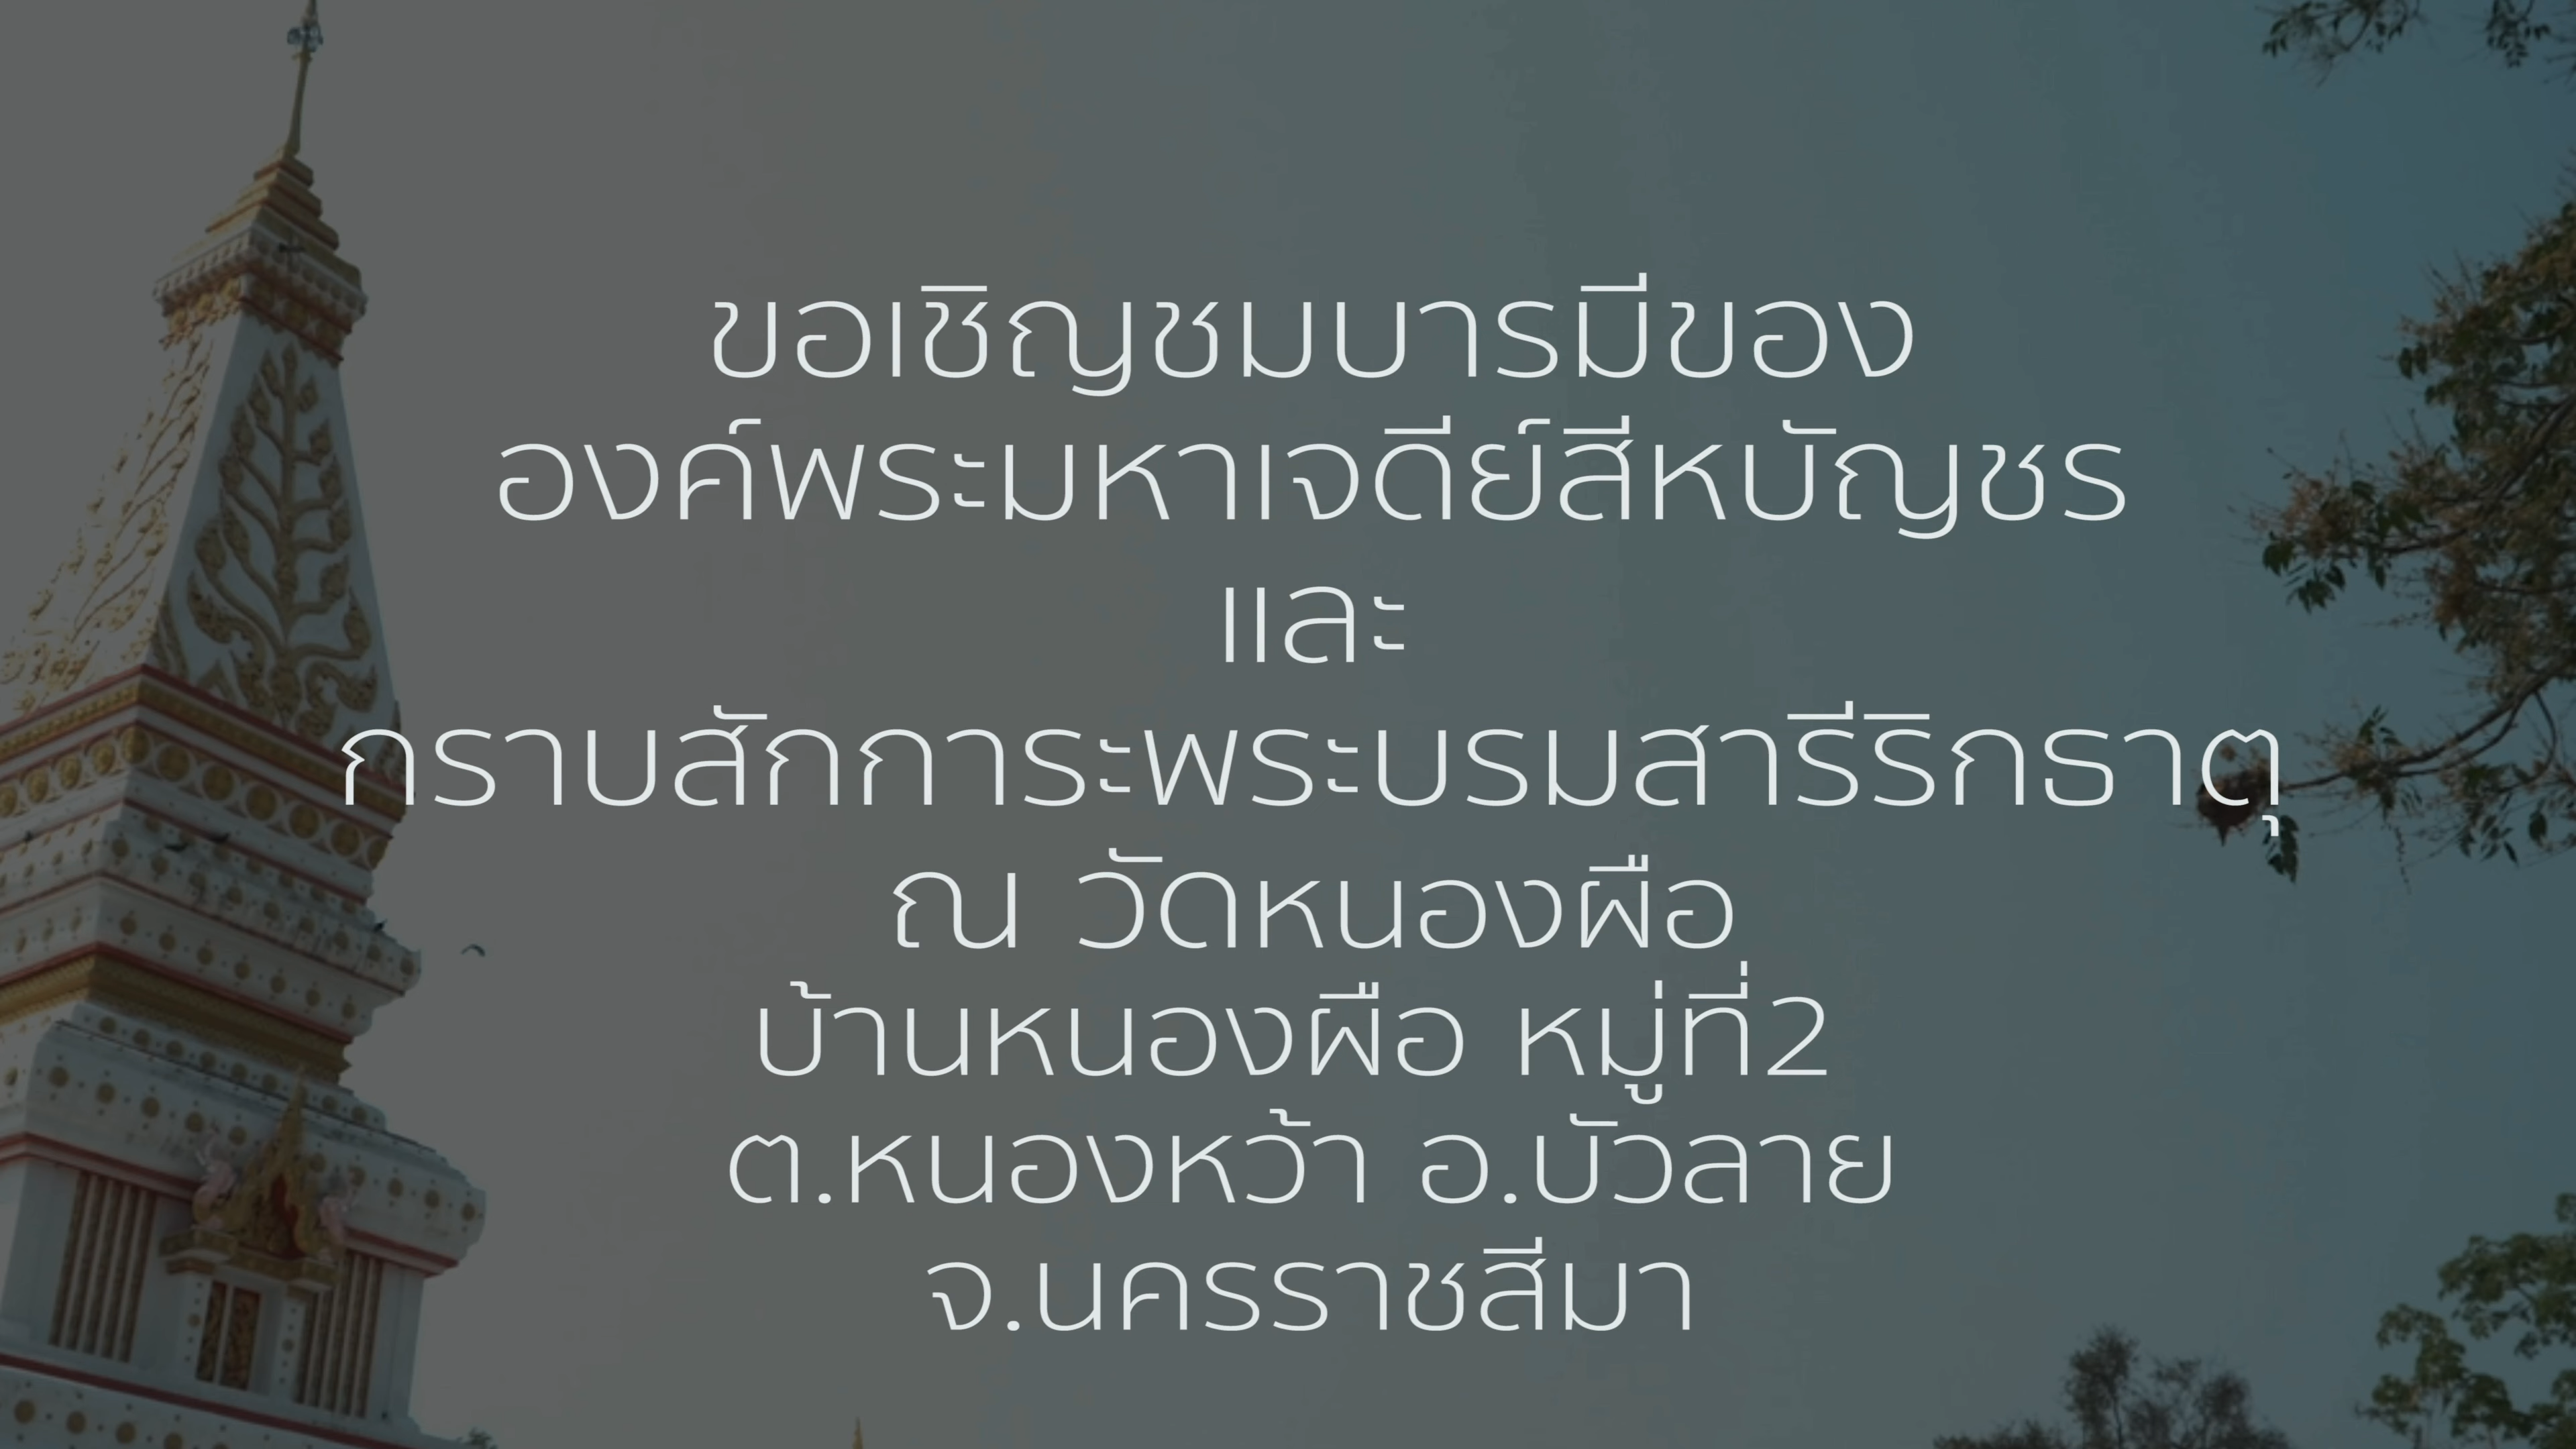 ขอเชิญชมบารมีของ
องค์พระมหาเจดีย์สีหบัญชร
และ
กราบสักการะพระบรมสารีริกธาตุ
ณ วัดหนองผือ
บ้านหนองผือ หมู่ที่2
ต.หนองหว้า อ.บัวลาย
จ.นครราชสีมา